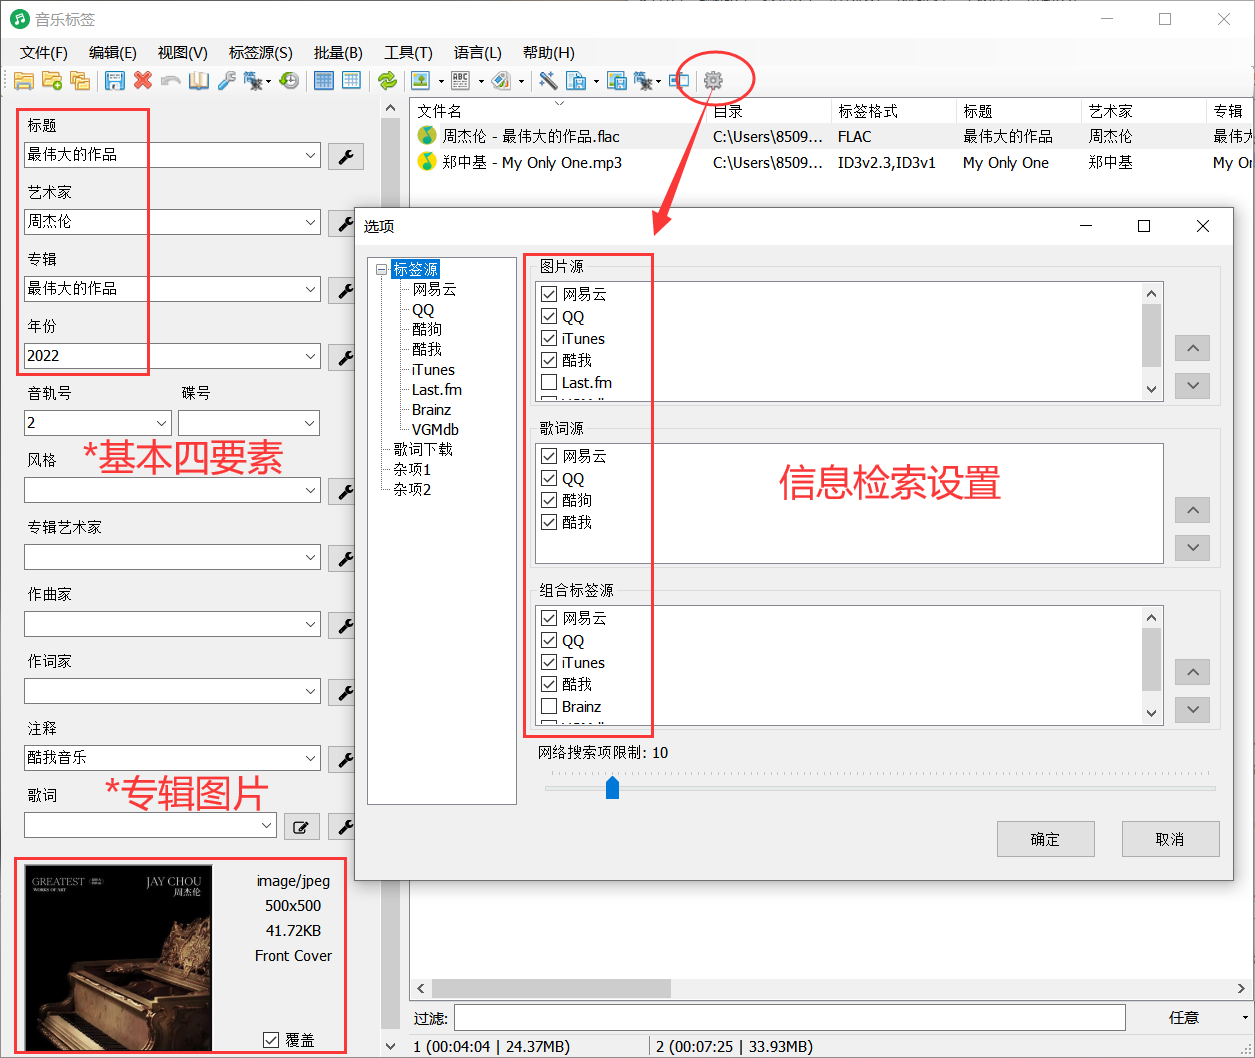 音乐标签
文件(F) 编辑(E) 视图(V) 标签源(S) 批量(B) 工具(T) 语言(L) 帮助(H)
ABC
标题
最伟大的作品
艺术家
周杰伦
专辑
最伟大的作品
年份
2022
音轨号 碟号
2
*基本四要素
风格
专辑艺术家
作曲家
作词家
注释
酷我音乐
*专辑图片
歌词
GREATEST
WORKS OF ART
JAY CHOU
周杰伦
image/jpeg
500x500
41.72KB
Front Cover
覆盖
文件名 目录 标签格式 标题 艺术家 专辑
周杰伦 - 最伟大的作品.flac C:\Users\8509... FLAC 最伟大的作品 周杰伦 最伟大
郑中基 - My Only One.mp3 C:\Users\8509... ID3v2.3,ID3v1 My Only One 郑中基 My Or
选项
标签源
网易云
QQ
酷狗
酷我
iTunes
Last.fm
Brainz
VGMdb
歌词下载
杂项1
杂项2
图片源
网易云
QQ
iTunes
酷我
Last.fm
歌词源
网易云
QQ
酷狗
酷我
信息检索设置
组合标签源
网易云
QQ
iTunes
酷我
Brainz
网络搜索项限制: 10
确定 取消
过滤: 任意
1 (00:04:04 | 24.37MB) 2 (00:07:25 | 33.93MB)